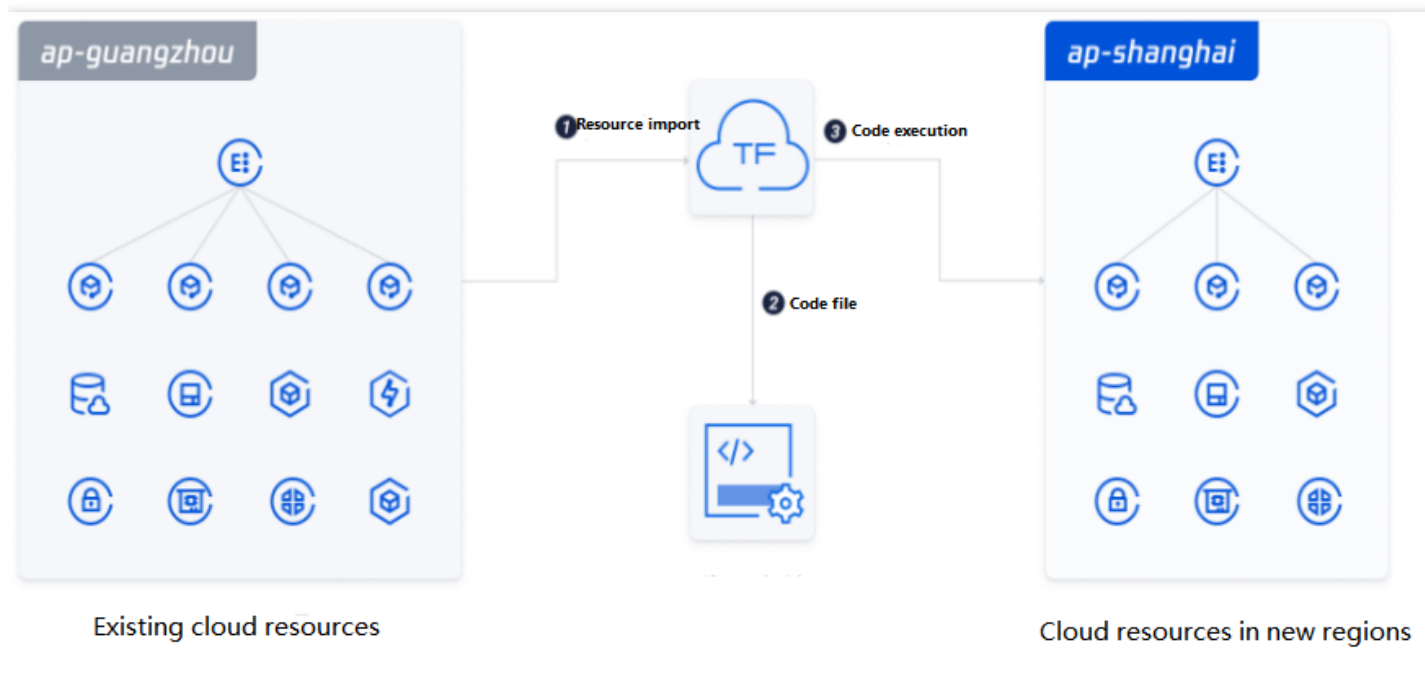 ap-guangzhou
ap-shanghai
1 Resource import
TF
3 Code execution
2 Code file
</>
Existing cloud resources
Cloud resources in new regions